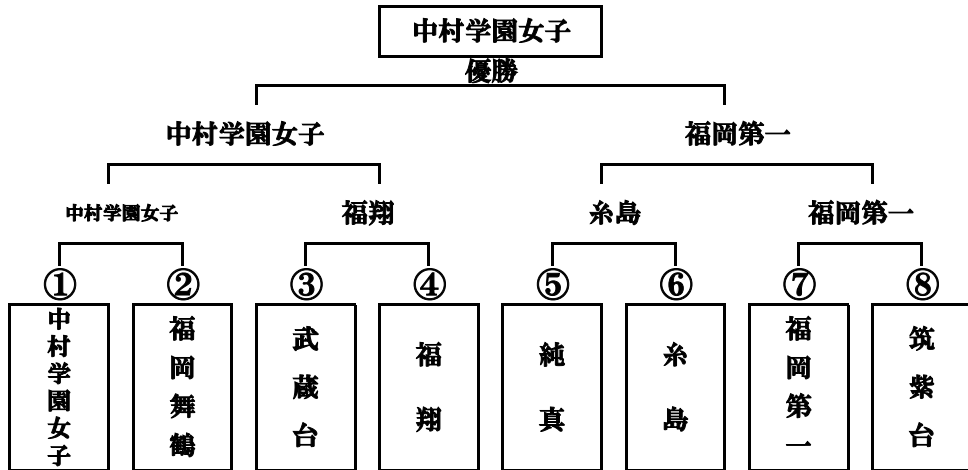 中村学園女子
優勝
中村学園女子
福岡第一
中村学園女子
福翔
糸島
福岡第一
①
②
③
④
⑤
⑥
⑦
⑧
中村学園女子
福岡舞鶴
武蔵台
福翔
純真
糸島
福岡第一
筑紫台